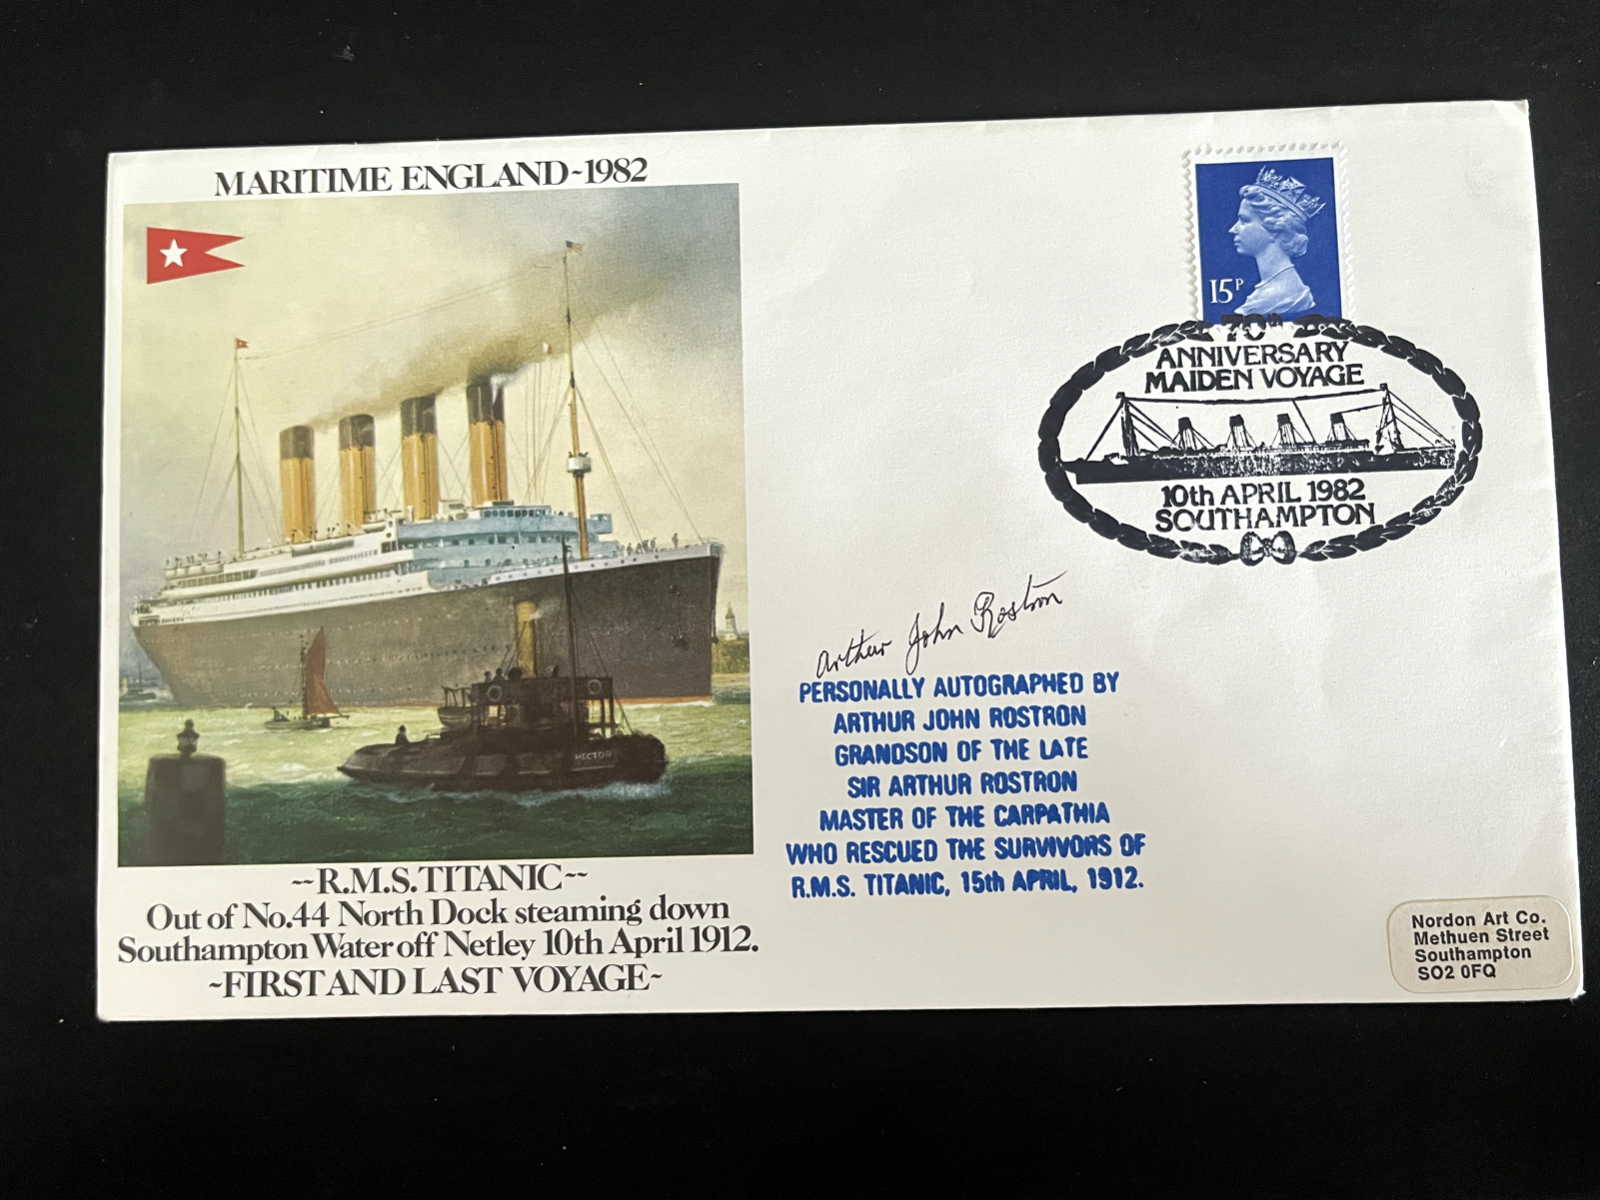 MARITIME ENGLAND~1982
HECTOR
~~R.M.S. TITANIC~~
Out of No.44 North Dock steaming down
Southampton Water off Netley 10th April 1912.
~FIRST AND LAST VOYAGE~
15P
70th
ANNIVERSARY
MAIDEN VOYAGE
10th APRIL 1982
SOUTHAMPTON
Arthur John Rostron
PERSONALLY AUTOGRAPHED BY
ARTHUR JOHN ROSTRON
GRANDSON OF THE LATE
SIR ARTHUR ROSTRON
MASTER OF THE CARPATHIA
WHO RESCUED THE SURVIVORS OF
R.M.S. TITANIC, 15th APRIL, 1912.
Nordon Art Co.
Methuen Street
Southampton
SO2 0FQ